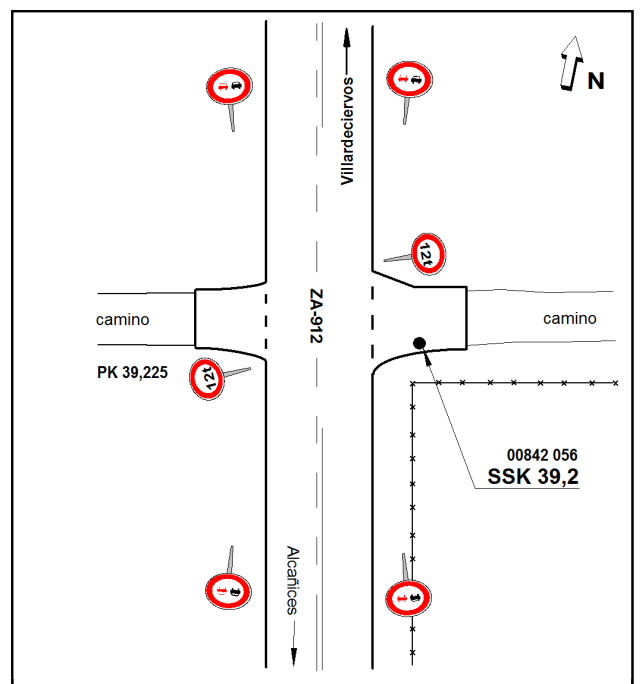 N
Villardeciervos
12t
ZA-912
camino
camino
PK 39,225
12t
00842 056
SSK 39,2
Alcañices